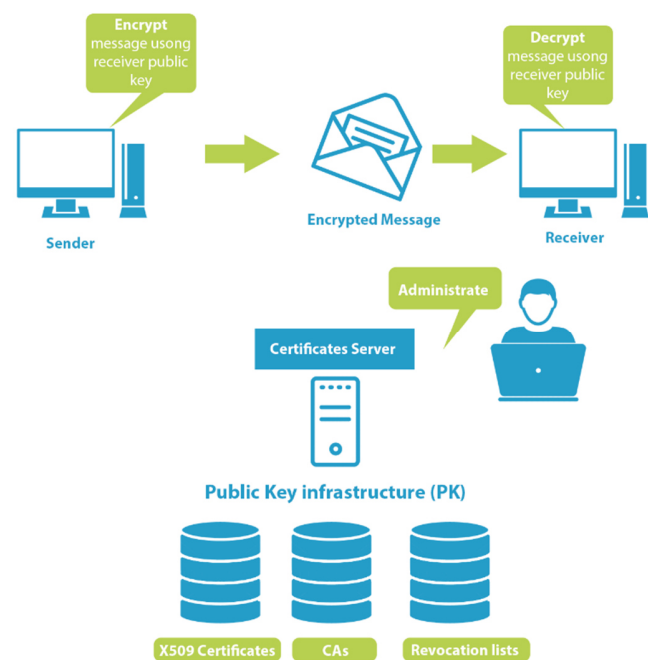 Encrypt
message usong
receiver public
key
Decrypt
message usong
receiver public
key
Sender
Encrypted Message
Receiver
Administrate
Certificates Server
Public Key infrastructure (PK)
X509 Certificates
CAs
Revocation lists